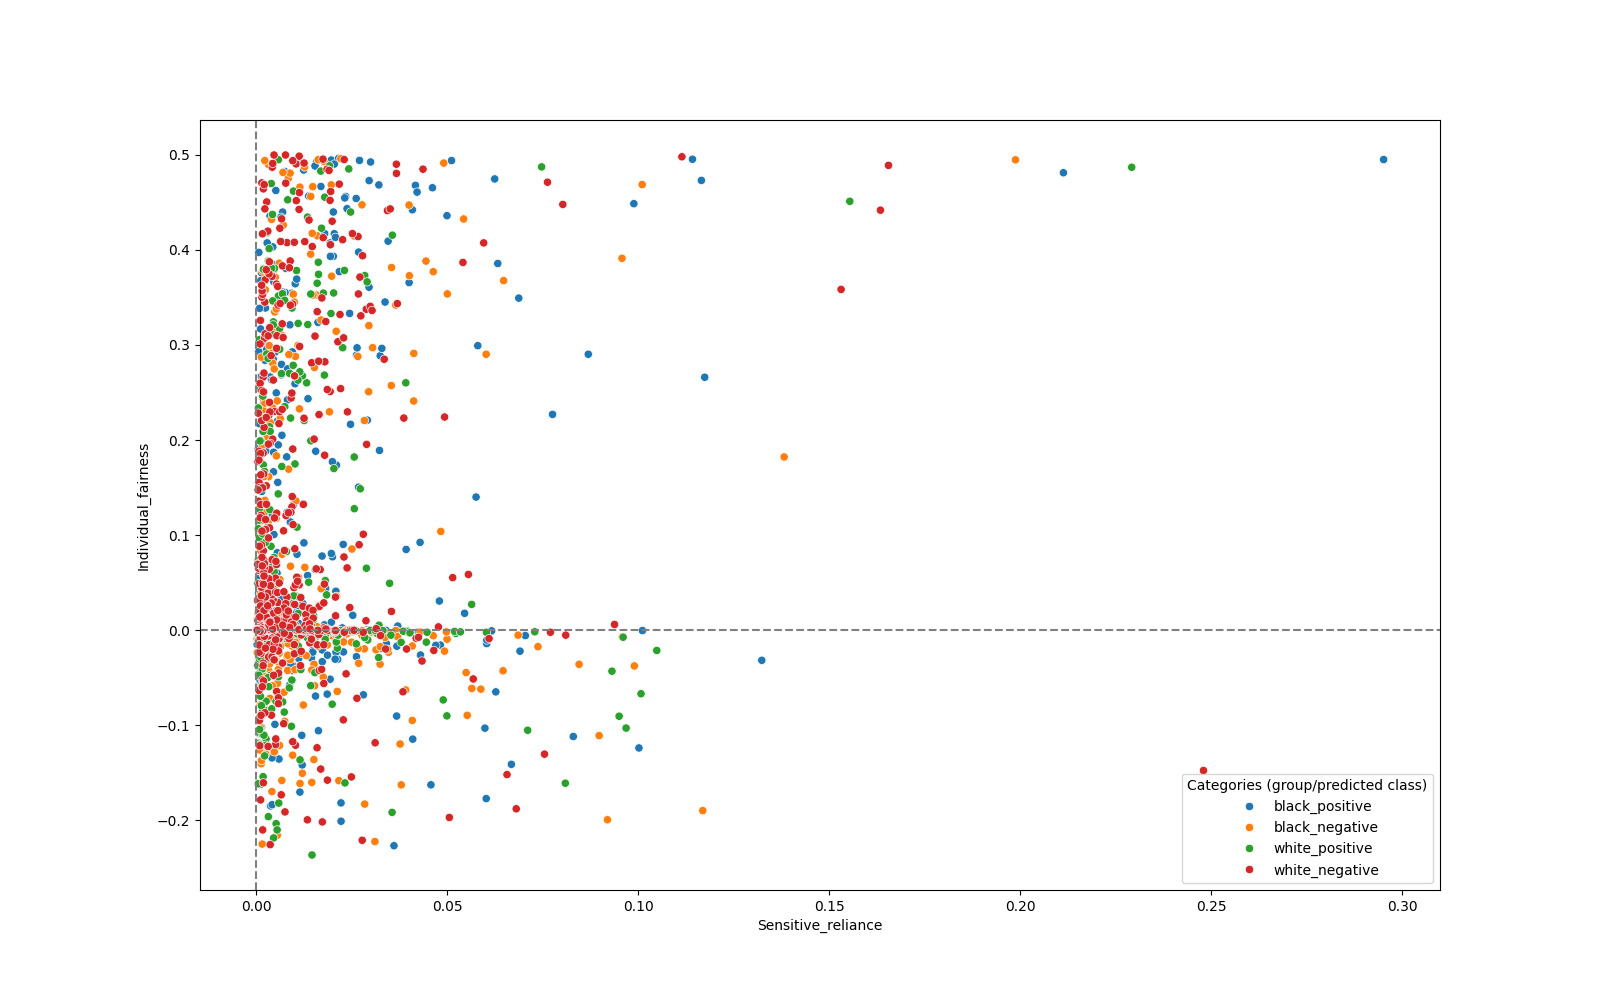 0.5
0.4
0.3
0.2
0.1
0.0
−0.1
−0.2
Individual_fairness
0.00 0.05 0.10 0.15 0.20 0.25 0.30
Sensitive_reliance
Categories (group/predicted class)
black_positive
black_negative
white_positive
white_negative